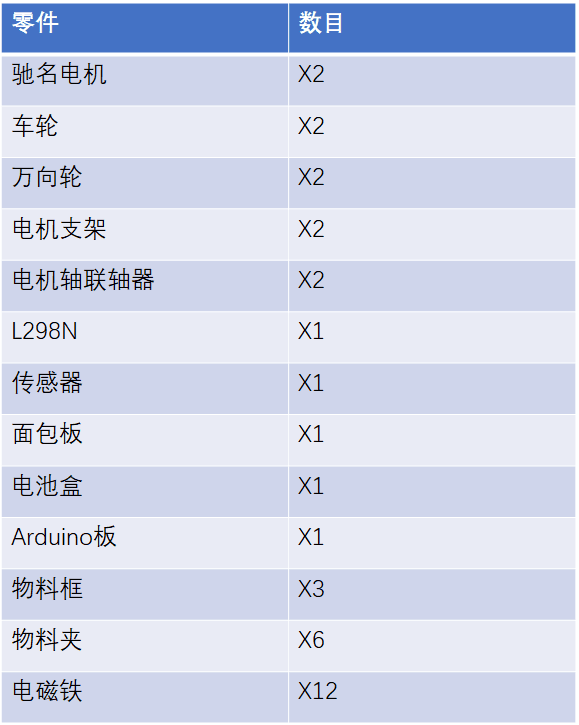 零件 数目
驰名电机 X2
车轮 X2
万向轮 X2
电机支架 X2
电机轴联轴器 X2
L298N X1
传感器 X1
面包板 X1
电池盒 X1
Arduino板 X1
物料框 X3
物料夹 X6
电磁铁 X12